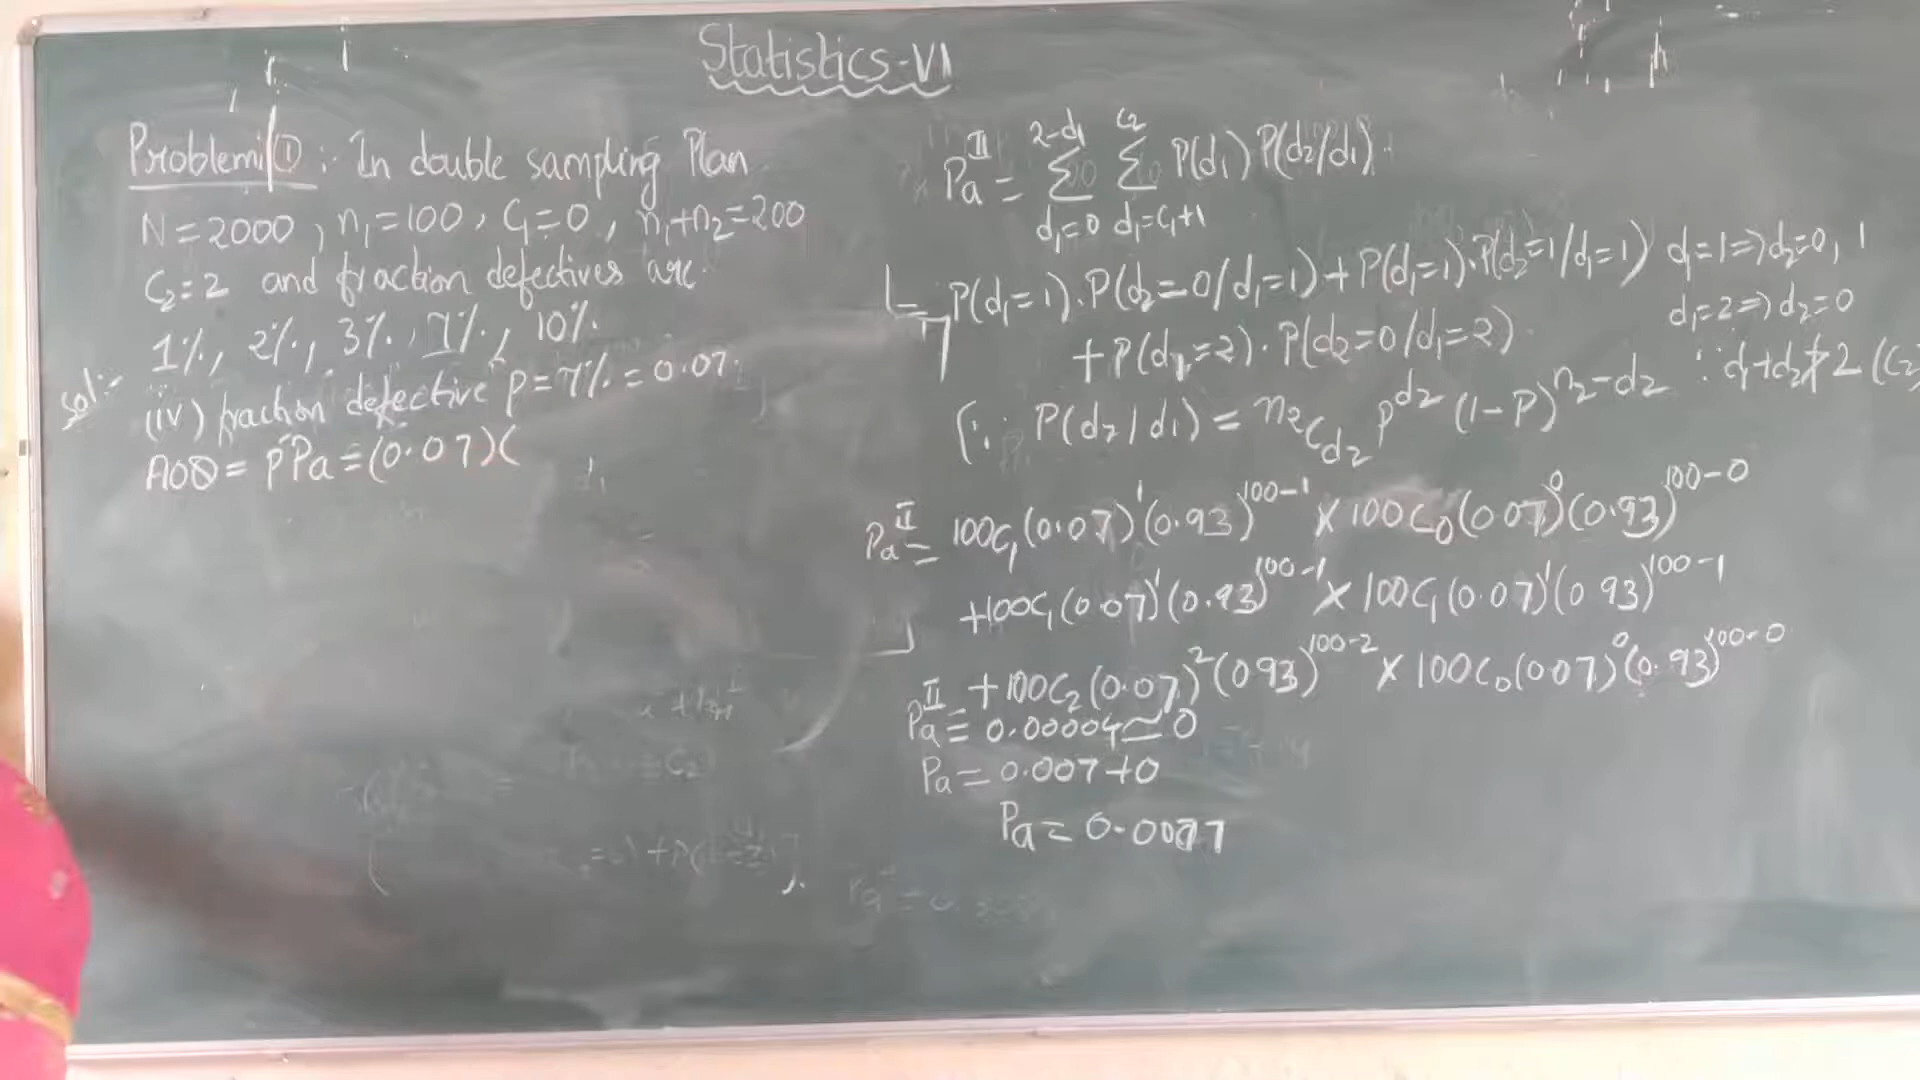 Statistics-VI
Problem ①: In double sampling Plan
N=2000, n₁=100, C₁=0, n₁+n₂=200
C₂=2 and fraction defectives are.
1%, 2%, 3%, 7%, 10%.
Sol:-
(iv) fraction defective p=7%=0.07.
AOQ = pPa = (0.07)(
Pa^II = Σ_{d₁=0}^{2-d₁} Σ_{d₁=C₁+1}^{C₂} P(d₁) P(d₂/d₁).
= P(d₁=1).P(d₂=0/d₁=1)+P(d₁=1).P(d₂=1/d₁=1) d₁=1⇒d₂=0, 1
+P(d₁=2).P(d₂=0/d₁=2). d₁=2⇒d₂=0
(∵ P(d₂/d₁) = n₂C_{d₂} p^{d₂} (1-P)^{n₂-d₂} ∵ d₁+d₂≯2 (C₂
Pa^II = 100C₁(0.07)¹(0.93)^{100-1} × 100C₀(0.07)⁰(0.93)^{100-0}
+100C₁(0.07)¹(0.93)^{100-1} × 100C₁(0.07)¹(0.93)^{100-1}
+100C₂(0.07)²(0.93)^{100-2} × 100C₀(0.07)⁰(0.93)^{100-0}
Pa^II = 0.00004≃0
Pa = 0.007+0